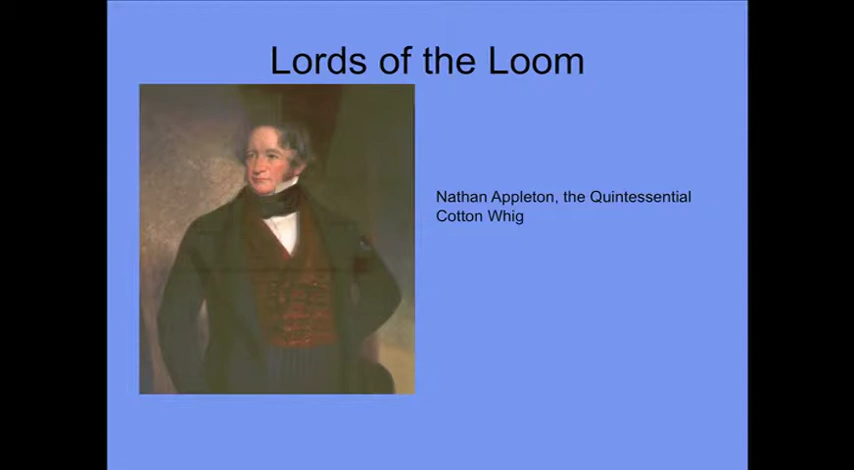 Lords of the Loom
Nathan Appleton, the Quintessential
Cotton Whig